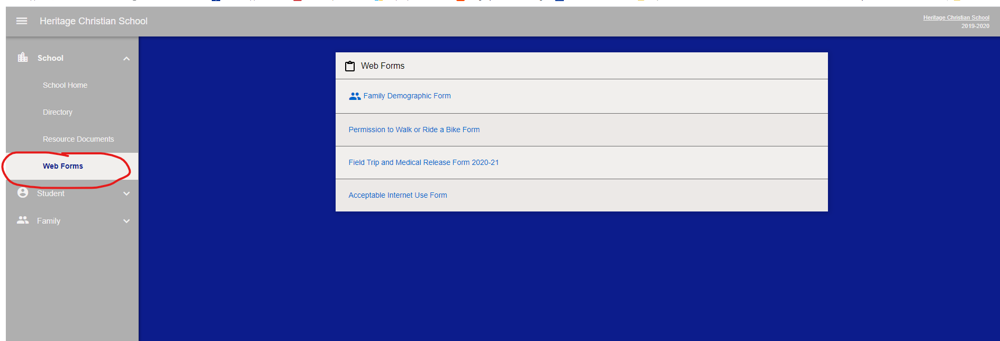 Heritage Christian School
Heritage Christian School
2019-2020
School
School Home
Directory
Resource Documents
Web Forms
Student
Family
Web Forms
Family Demographic Form
Permission to Walk or Ride a Bike Form
Field Trip and Medical Release Form 2020-21
Acceptable Internet Use Form